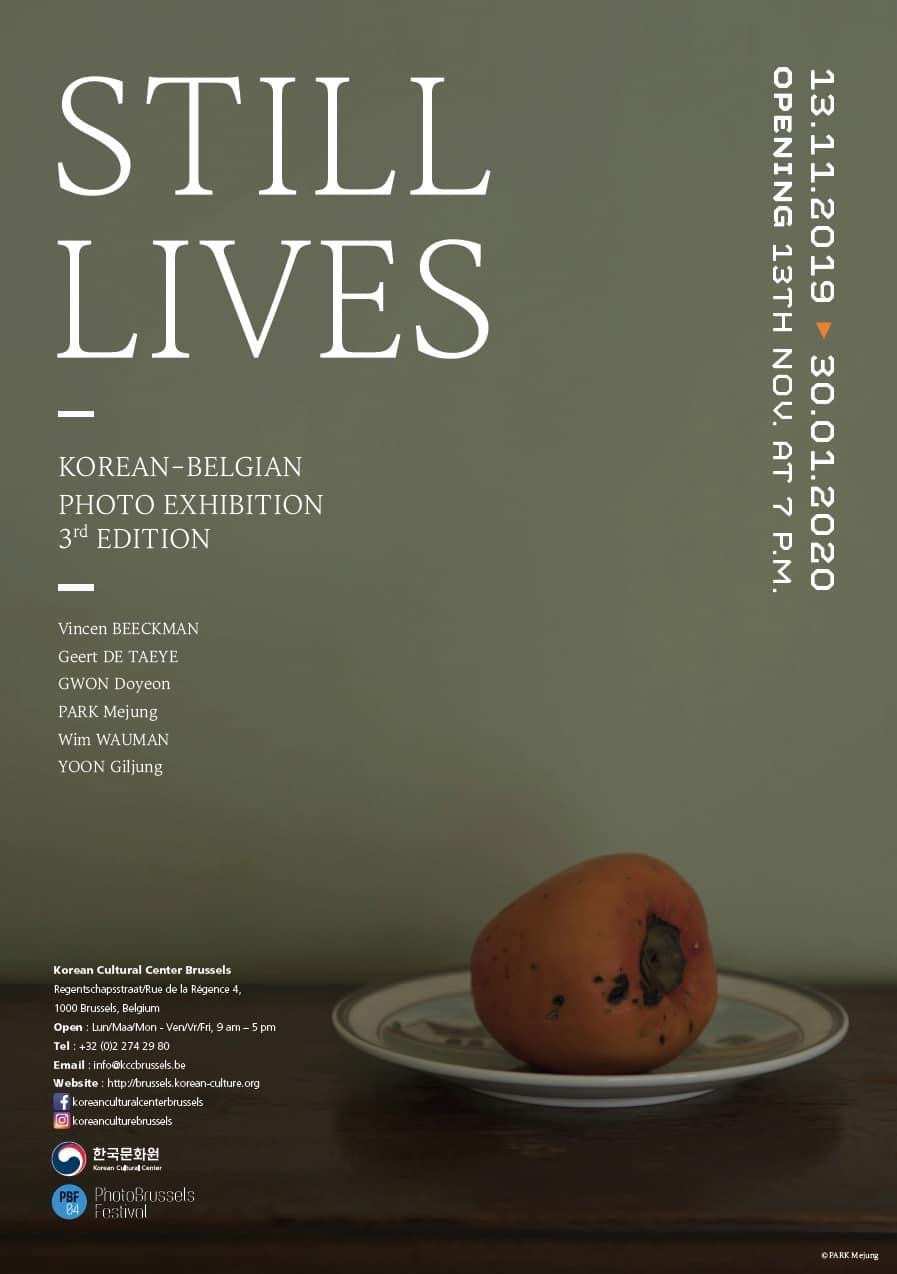 STILL
LIVES
KOREAN-BELGIAN
PHOTO EXHIBITION
3rd EDITION
Vincen BEECKMAN
Geert DE TAEYE
GWON Doyeon
PARK Mejung
Wim WAUMAN
YOON Giljung
13.11.2019 ▶ 30.01.2020
OPENING 13TH NOV. AT 7 P.M.
Korean Cultural Center Brussels
Regentschapsstraat/Rue de la Régence 4,
1000 Brussels, Belgium
Open : Lun/Maa/Mon - Ven/Vr/Fri, 9 am – 5 pm
Tel : +32 (0)2 274 29 80
Email : info@kccbrussels.be
Website : http://brussels.korean-culture.org
koreanculturalcenterbrussels
koreanculturebrussels
한국문화원
Korean Cultural Center
PBF
04
PhotoBrussels
Festival
© PARK Mejung